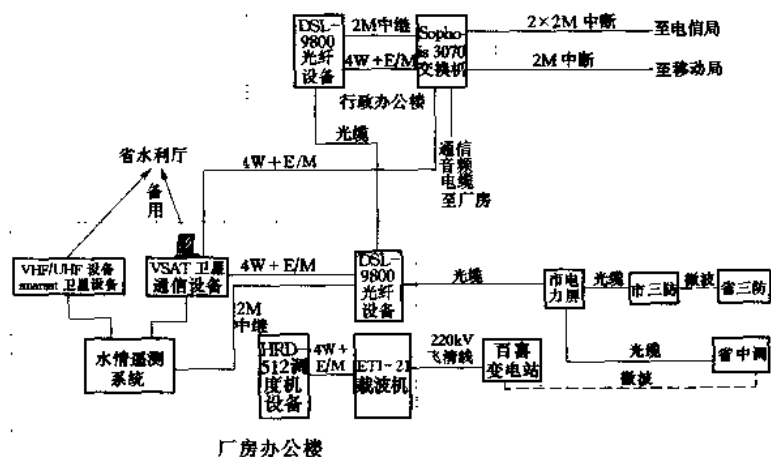 DSL-
9800
光纤
设备
2M中继
4W+E/M
Sopho-
is 3070
交换机
2×2M 中断
至电信局
2M 中断
至移动局
行政办公楼
光缆
通信
音频
电缆
至厂房
省水利厅
备用
4W+E/M
VHF/UHF 设备
卫星设备
VSAT 卫星
通信设备
4W+E/M
DSL-
9800
光纤
设备
光缆
市电
力屏
光缆
市三防
微波
省三防
2M
中继
水情遥测
系统
HRD-
512调
度机
设备
4W+
E/M
ETI-21
载波机
220kV
飞清线
百喜
变电站
光缆
微波
省中调
厂房办公楼